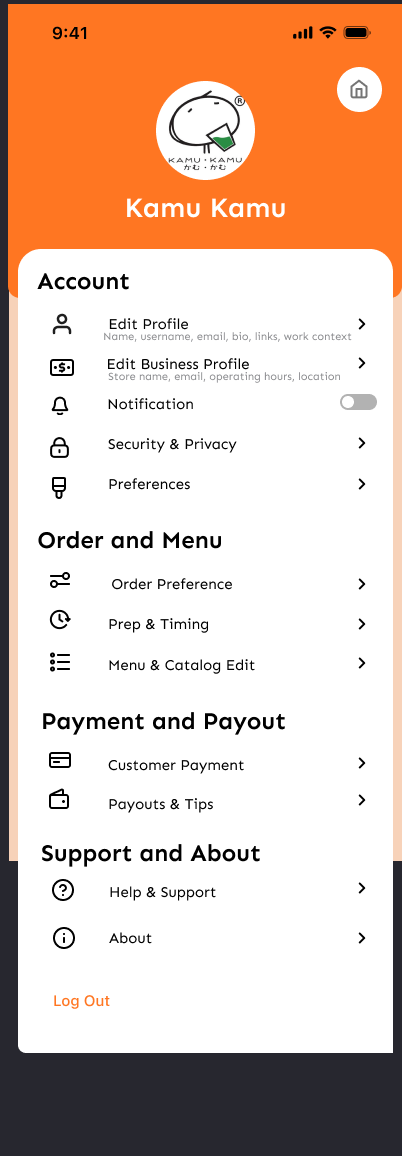 9:41
®
KAMU・KAMU
かむ・かむ
Kamu Kamu
Account
Edit Profile
Name, username, email, bio, links, work context
Edit Business Profile
Store name, email, operating hours, location
Notification
Security & Privacy
Preferences
Order and Menu
Order Preference
Prep & Timing
Menu & Catalog Edit
Payment and Payout
Customer Payment
Payouts & Tips
Support and About
Help & Support
About
Log Out